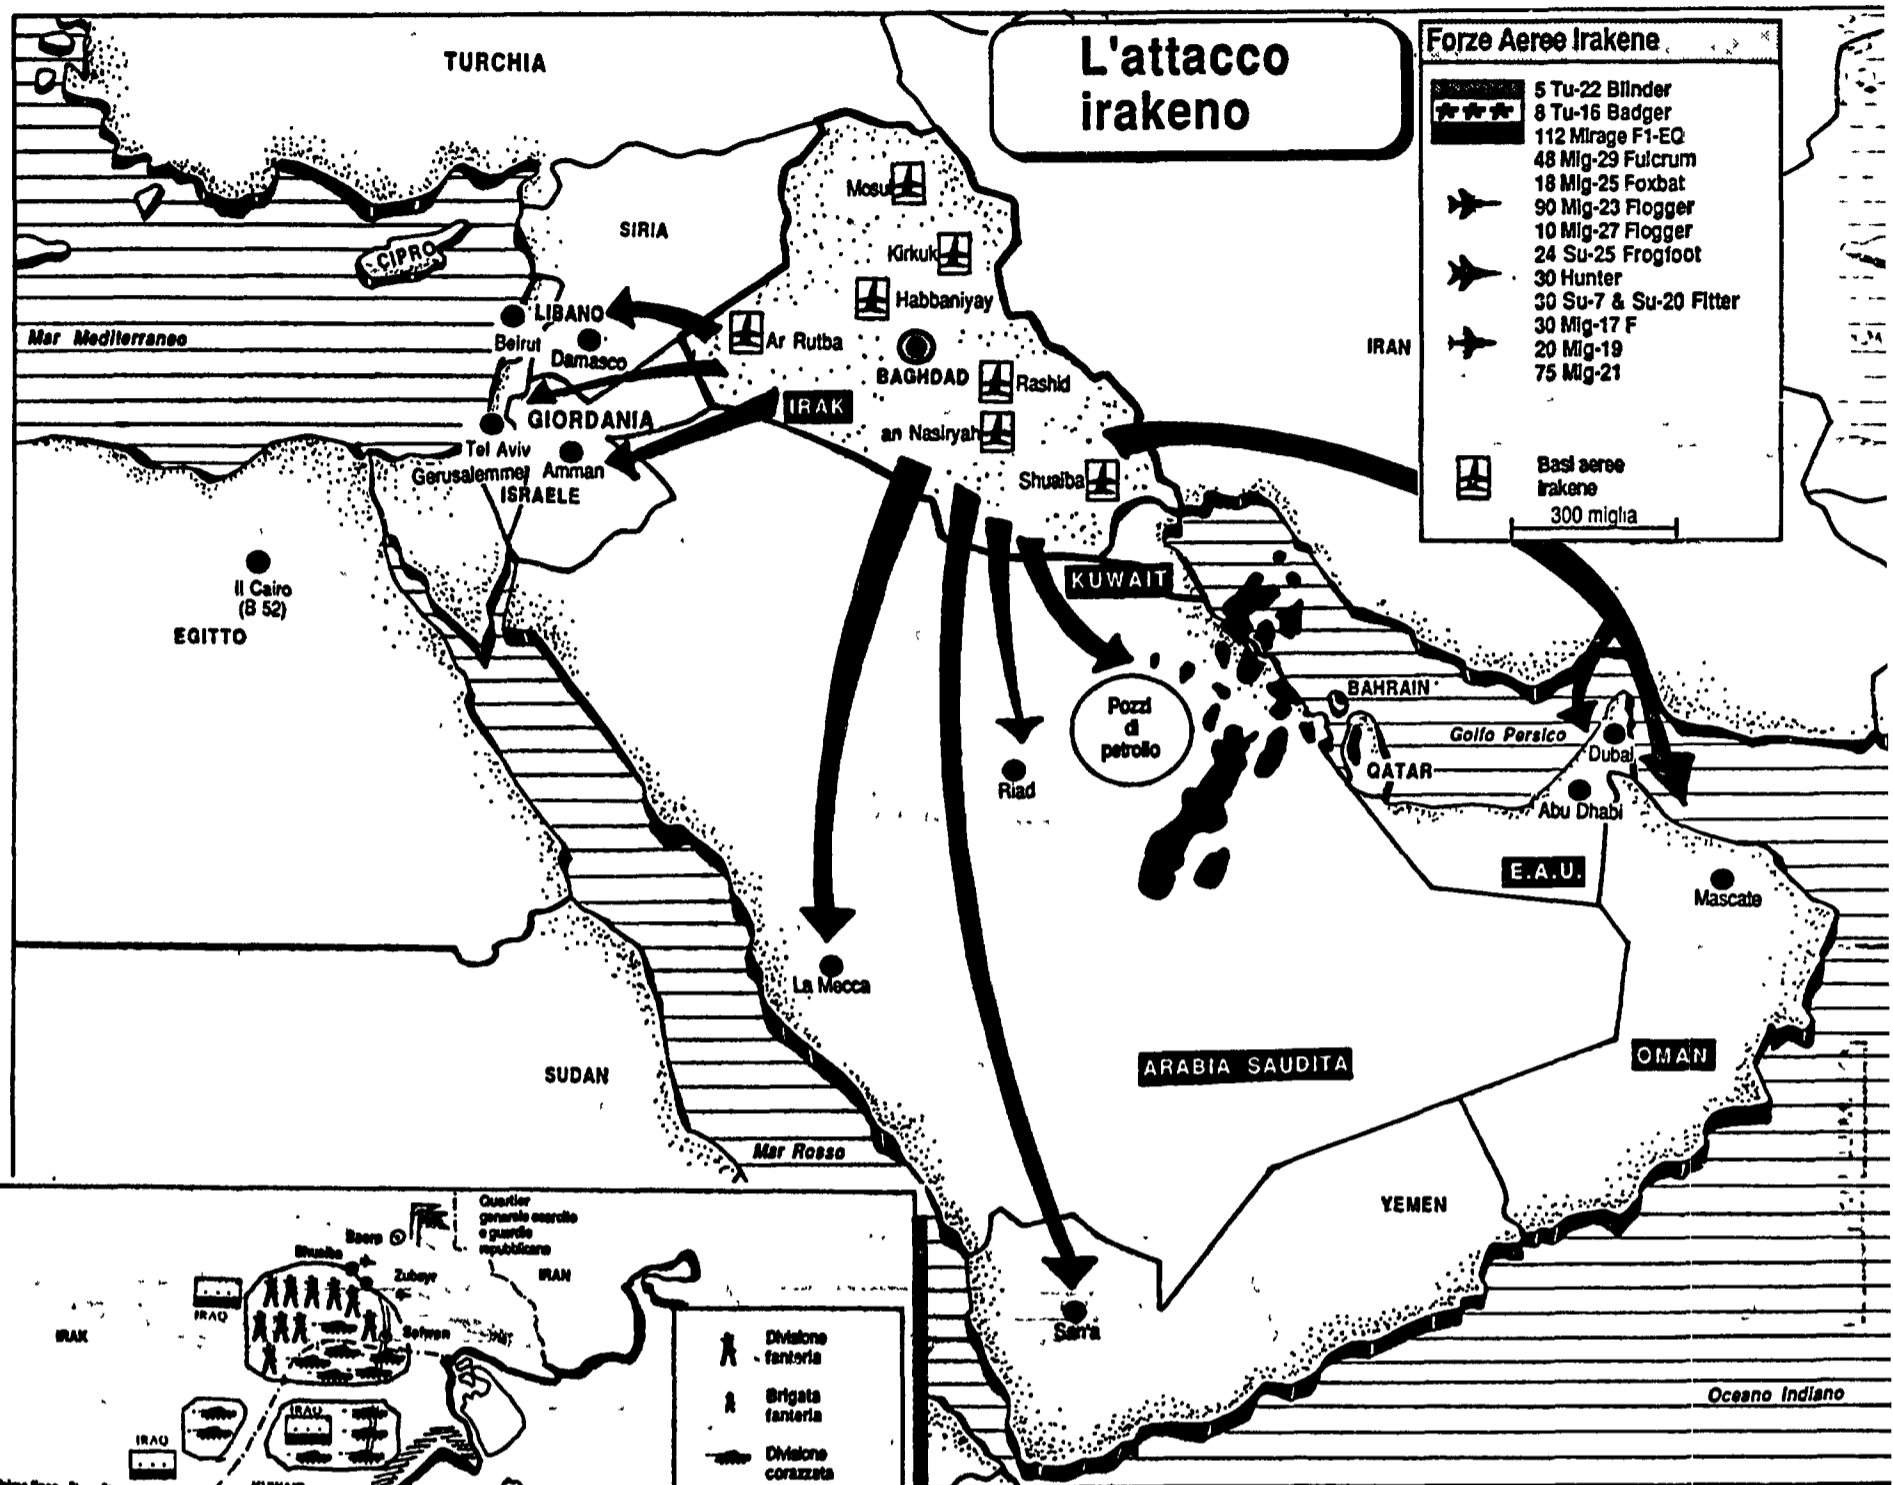 L'attacco
irakeno
Forze Aeree Irakene
5 Tu-22 Blinder
8 Tu-16 Badger
112 Mirage F1-EQ
48 Mig-29 Fulcrum
18 Mig-25 Foxbat
90 Mig-23 Flogger
10 Mig-27 Flogger
24 Su-25 Frogfoot
30 Hunter
30 Su-7 & Su-20 Fitter
30 Mig-17 F
20 Mig-19
75 Mig-21
Basi aeree
irakene
300 miglia
TURCHIA
SIRIA
CIPRO
Mosul
Kirkuk
Habbaniyay
LIBANO
Beirut
Damasco
Mar Mediterraneo
Ar Rutba
BAGHDAD
Rashid
IRAN
IRAK
GIORDANIA
an Nasiryah
Tel Aviv
Gerusalemme
Amman
ISRAELE
Shuaiba
Il Cairo
(B 52)
EGITTO
KUWAIT
BAHRAIN
Pozzi
di
petrolio
Golfo Persico
Dubai
QATAR
Riad
Abu Dhabi
E.A.U.
Mascate
La Mecca
ARABIA SAUDITA
OMAN
SUDAN
Mar Rosso
YEMEN
San'a
Oceano Indiano
Quartier
generale esercito
e guardie
repubblicane
Basra
Shuaiba
Zubayr
IRAN
IRAQ
IRAK
Safwan
IRAQ
IRAQ
KUWAIT
Divisione
fanteria
Brigata
fanteria
Divisione
corazzata